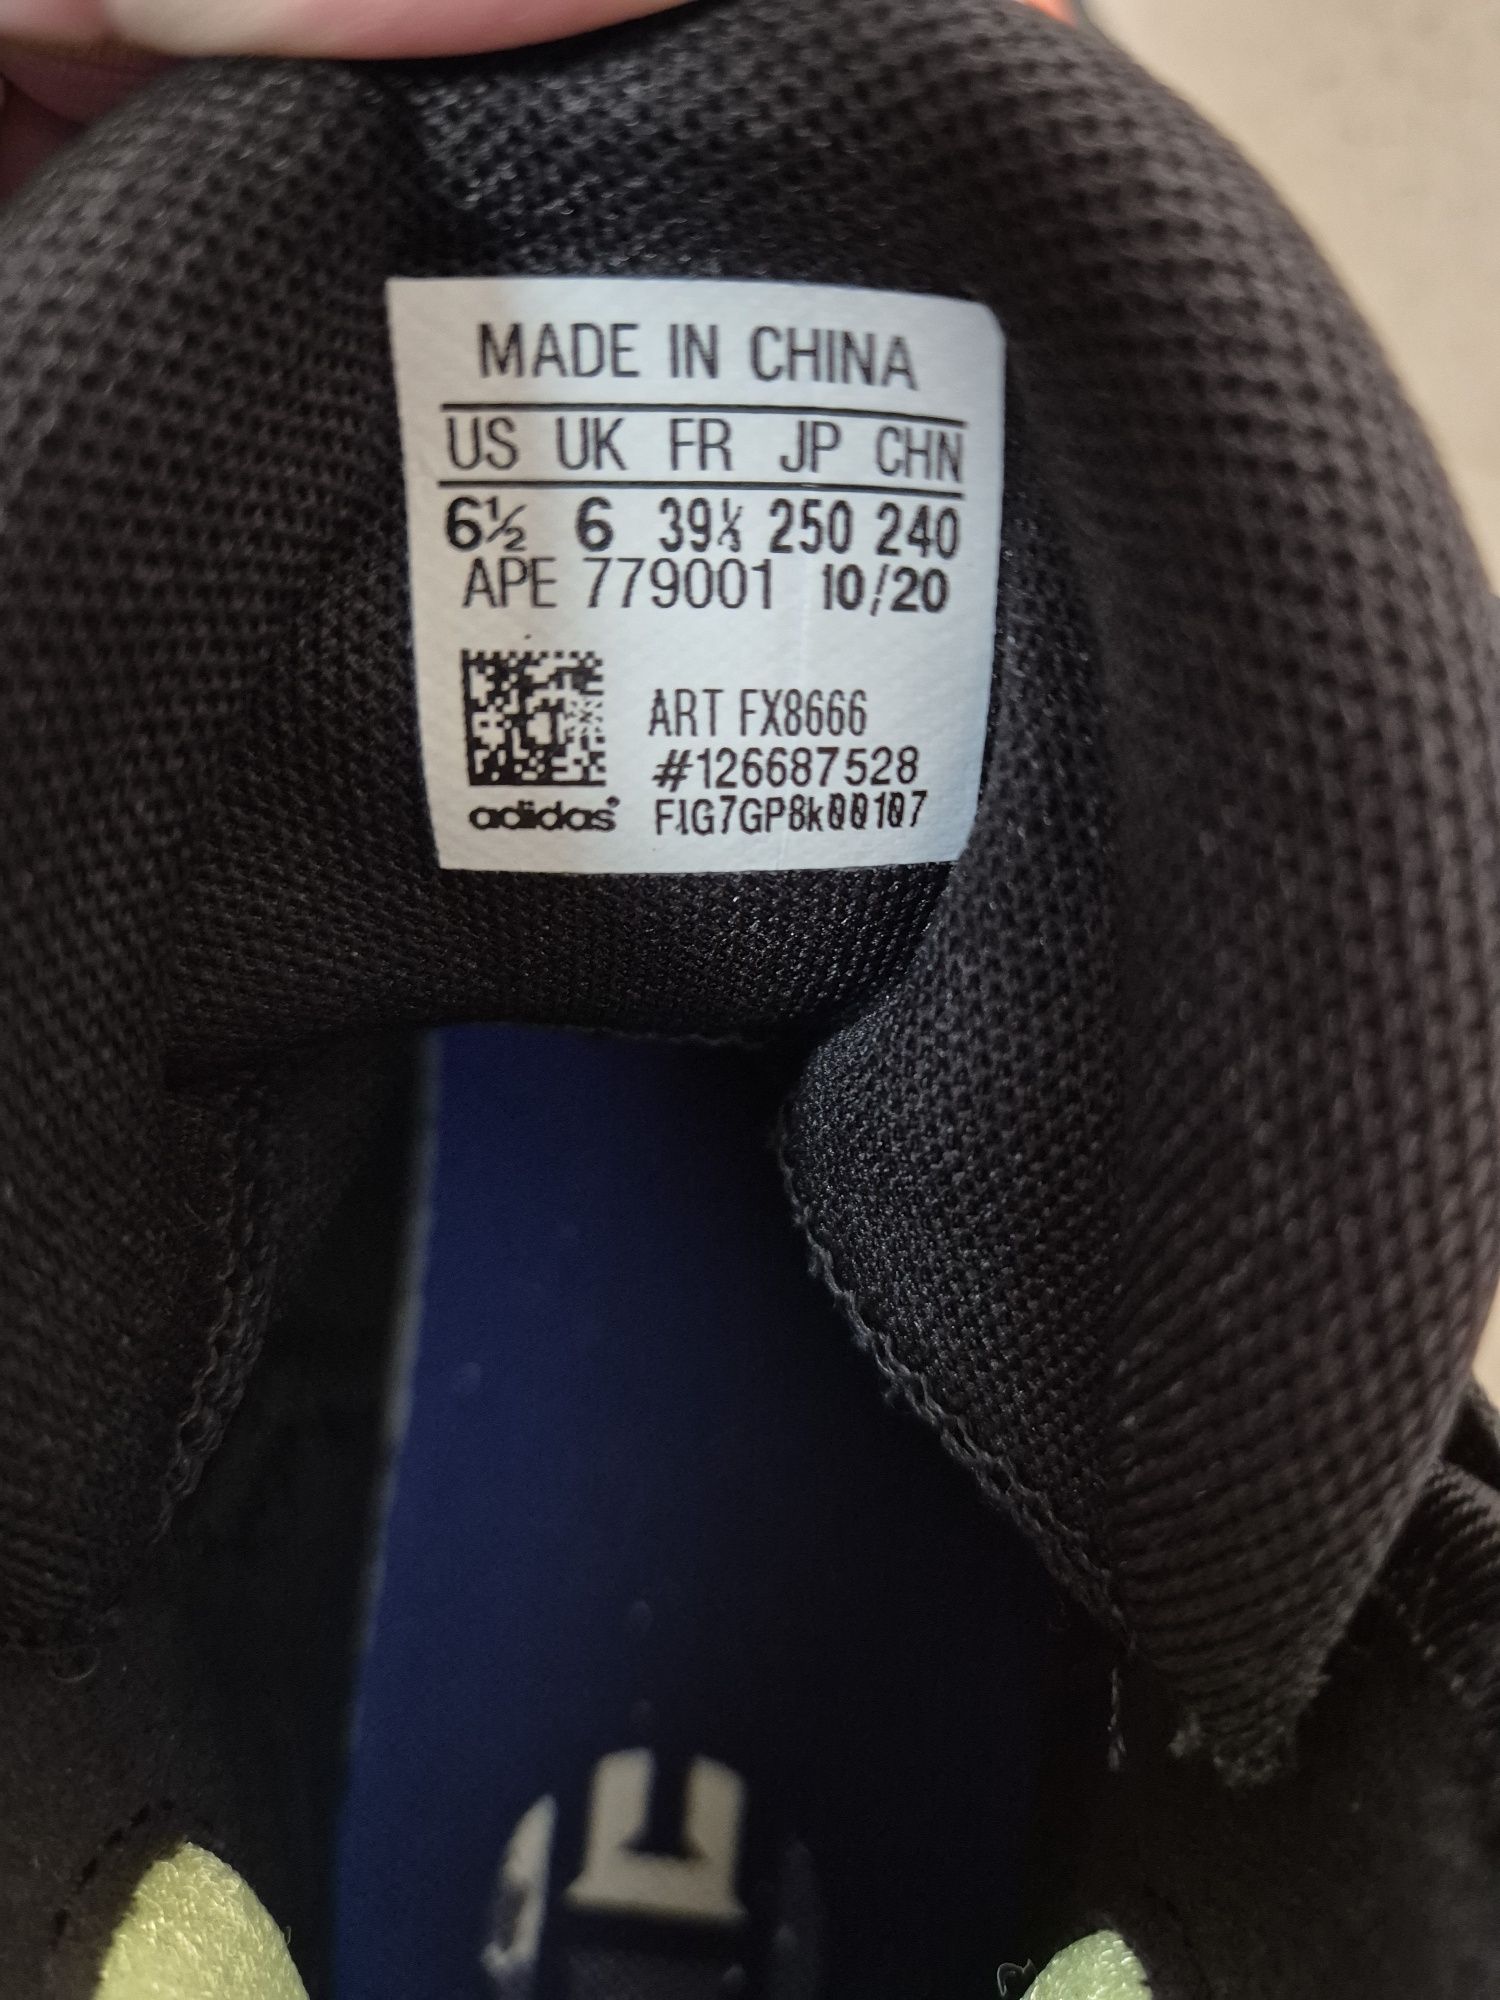 MADE IN CHINA
US UK FR JP CHN
6½ 6 39⅓ 250 240
APE 779001 10/20
ART FX8666
#126687528
adidas® FIG7GP8k00107